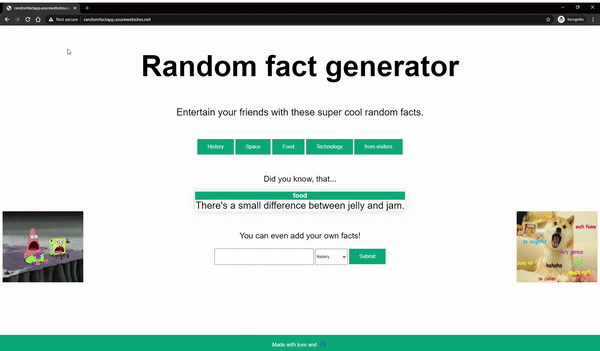 randomfactapp.azurewebsites.net
Not secure | randomfactapp.azurewebsites.net
Incognito
Random fact generator
Entertain your friends with these super cool random facts.
History Space Food Technology from visitors
Did you know, that...
food
There's a small difference between jelly and jam.
You can even add your own facts!
history Submit
such funny
so laughter
very genius
hahaha
so cuter
Made with love and